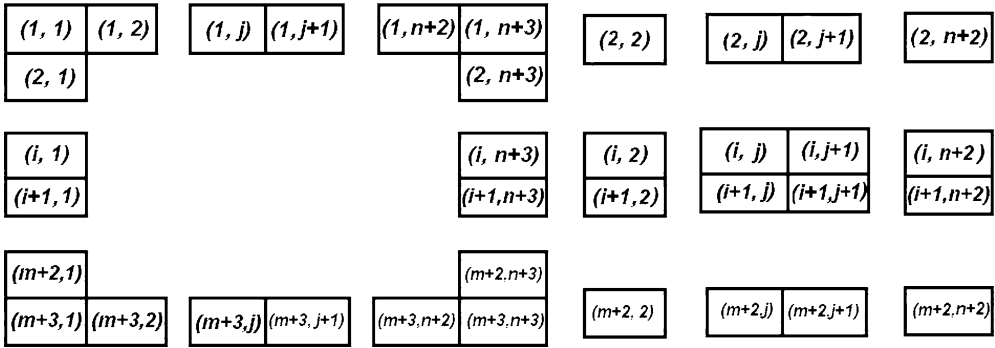 (1, 1) (1, 2) (1, j) (1, j+1) (1, n+2) (1, n+3) (2, 2) (2, j) (2, j+1) (2, n+2)
(2, 1) (2, n+3)
(i, 1) (i, n+3) (i, 2) (i, j) (i, j+1) (i, n+2)
(i+1, 1) (i+1,n+3) (i+1,2) (i+1, j) (i+1,j+1) (i+1,n+2)
(m+2,1) (m+2,n+3)
(m+3,1) (m+3,2) (m+3,j) (m+3, j+1) (m+3,n+2) (m+3,n+3) (m+2, 2) (m+2,j) (m+2,j+1) (m+2,n+2)